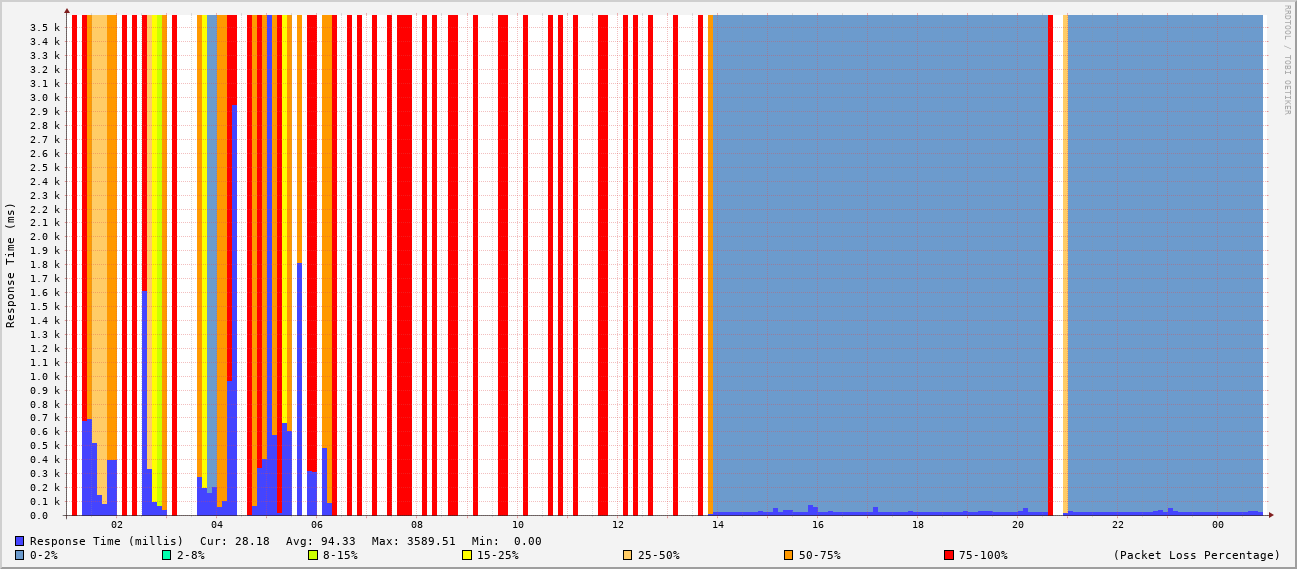 RRDTOOL / TOBI OETIKER
Response Time (ms)
3.5 k
3.4 k
3.3 k
3.2 k
3.1 k
3.0 k
2.9 k
2.8 k
2.7 k
2.6 k
2.5 k
2.4 k
2.3 k
2.2 k
2.1 k
2.0 k
1.9 k
1.8 k
1.7 k
1.6 k
1.5 k
1.4 k
1.3 k
1.2 k
1.1 k
1.0 k
0.9 k
0.8 k
0.7 k
0.6 k
0.5 k
0.4 k
0.3 k
0.2 k
0.1 k
0.0
02 04 06 08 10 12 14 16 18 20 22 00
Response Time (millis) Cur: 28.18 Avg: 94.33 Max: 3589.51 Min: 0.00
0-2% 2-8% 8-15% 15-25% 25-50% 50-75% 75-100% (Packet Loss Percentage)